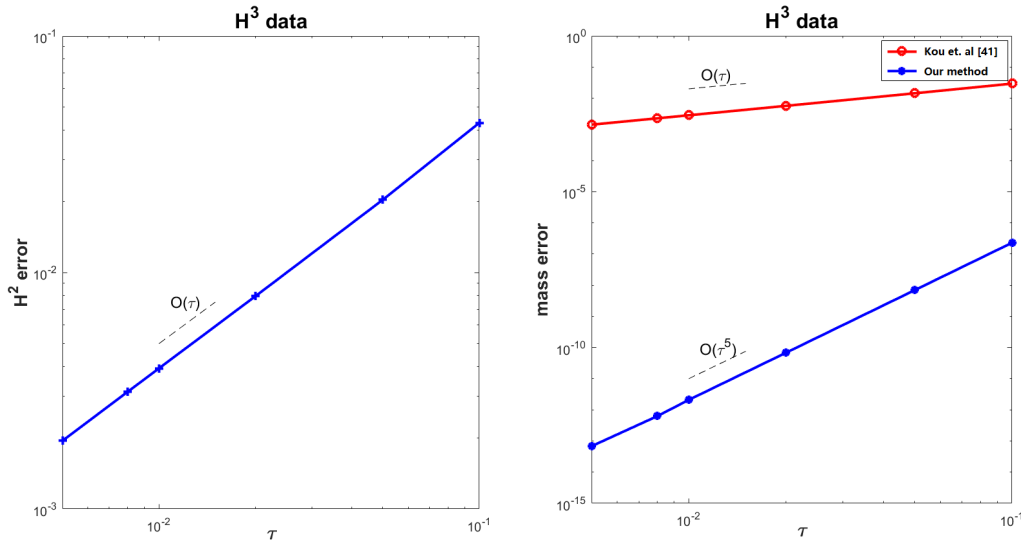 H³ data
10⁻¹
10⁻²
10⁻³
H² error
O(τ)
10⁻²
10⁻¹
τ
H³ data
10⁰
10⁻⁵
10⁻¹⁰
10⁻¹⁵
mass error
Kou et. al [41]
Our method
O(τ)
O(τ⁵)
10⁻²
10⁻¹
τ